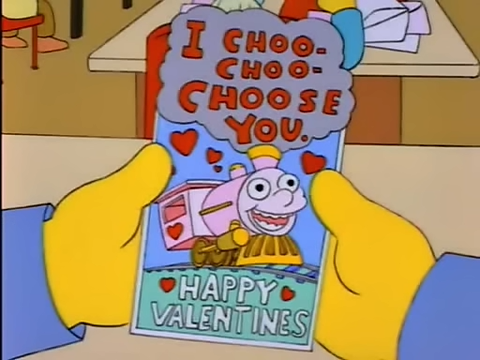 I CHOO-
CHOO-
CHOOSE
YOU.
HAPPY
VALENTINES